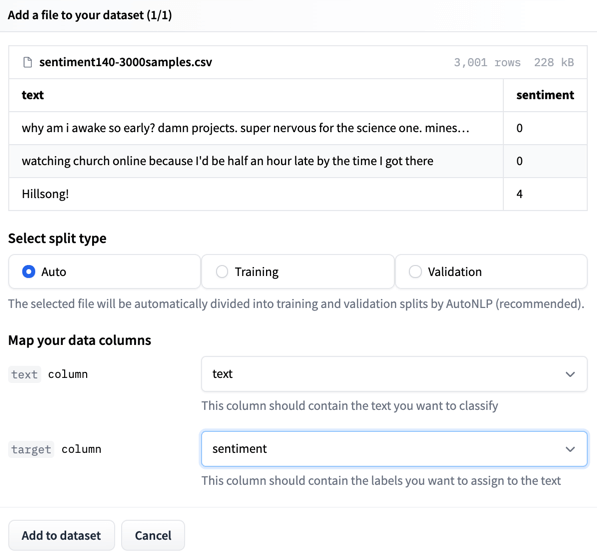 Add a file to your dataset (1/1)
sentiment140-3000samples.csv 3,001 rows 228 kB
text sentiment
why am i awake so early? damn projects. super nervous for the science one. mines... 0
watching church online because I'd be half an hour late by the time I got there 0
Hillsong! 4
Select split type
Auto Training Validation
The selected file will be automatically divided into training and validation splits by AutoNLP (recommended).
Map your data columns
text column text
This column should contain the text you want to classify
target column sentiment
This column should contain the labels you want to assign to the text
Add to dataset Cancel